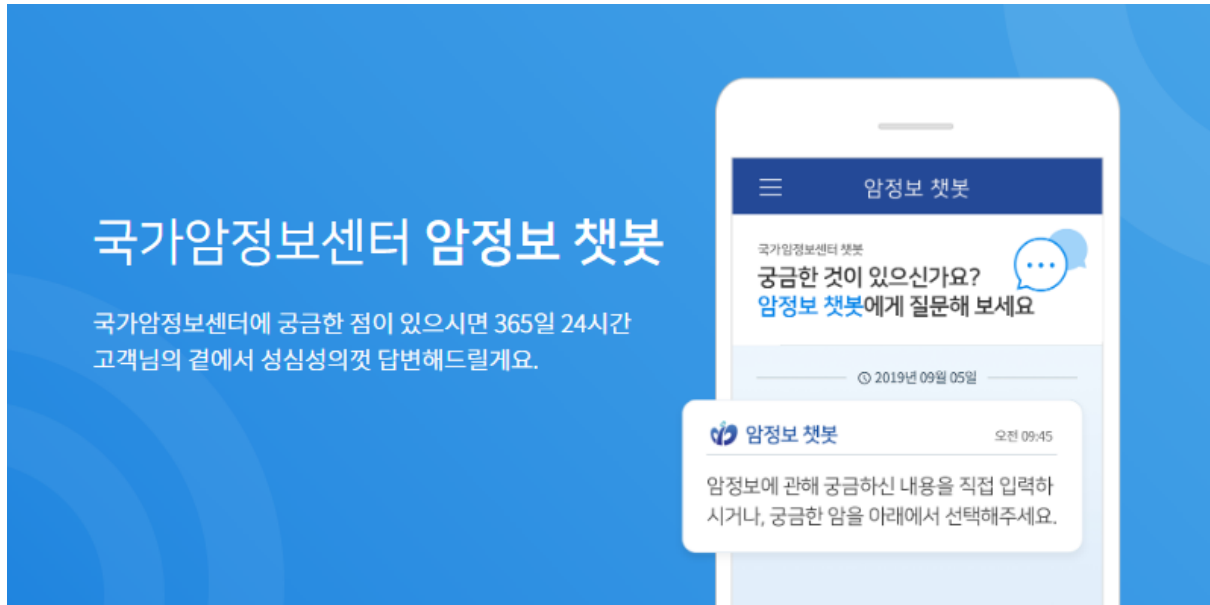 국가암정보센터 암정보 챗봇
국가암정보센터에 궁금한 점이 있으시면 365일 24시간
고객님의 곁에서 성심성의껏 답변해드릴게요.
암정보 챗봇
국가암정보센터 챗봇
궁금한 것이 있으신가요?
암정보 챗봇에게 질문해 보세요
2019년 09월 05일
암정보 챗봇 오전 09:45
암정보에 관해 궁금하신 내용을 직접 입력하
시거나, 궁금한 암을 아래에서 선택해주세요.